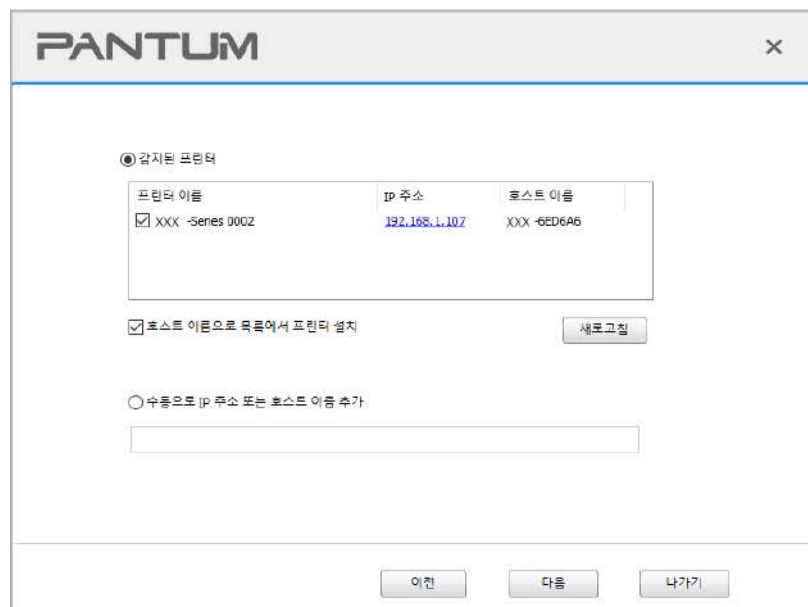 PANTUM
감지된 프린터
프린터 이름 IP 주소 호스트 이름
XXX -Series 0002 192.168.1.107 XXX -6ED6A6
호스트 이름으로 목록에서 프린터 설치
새로고침
수동으로 IP 주소 또는 호스트 이름 추가
이전 다음 나가기